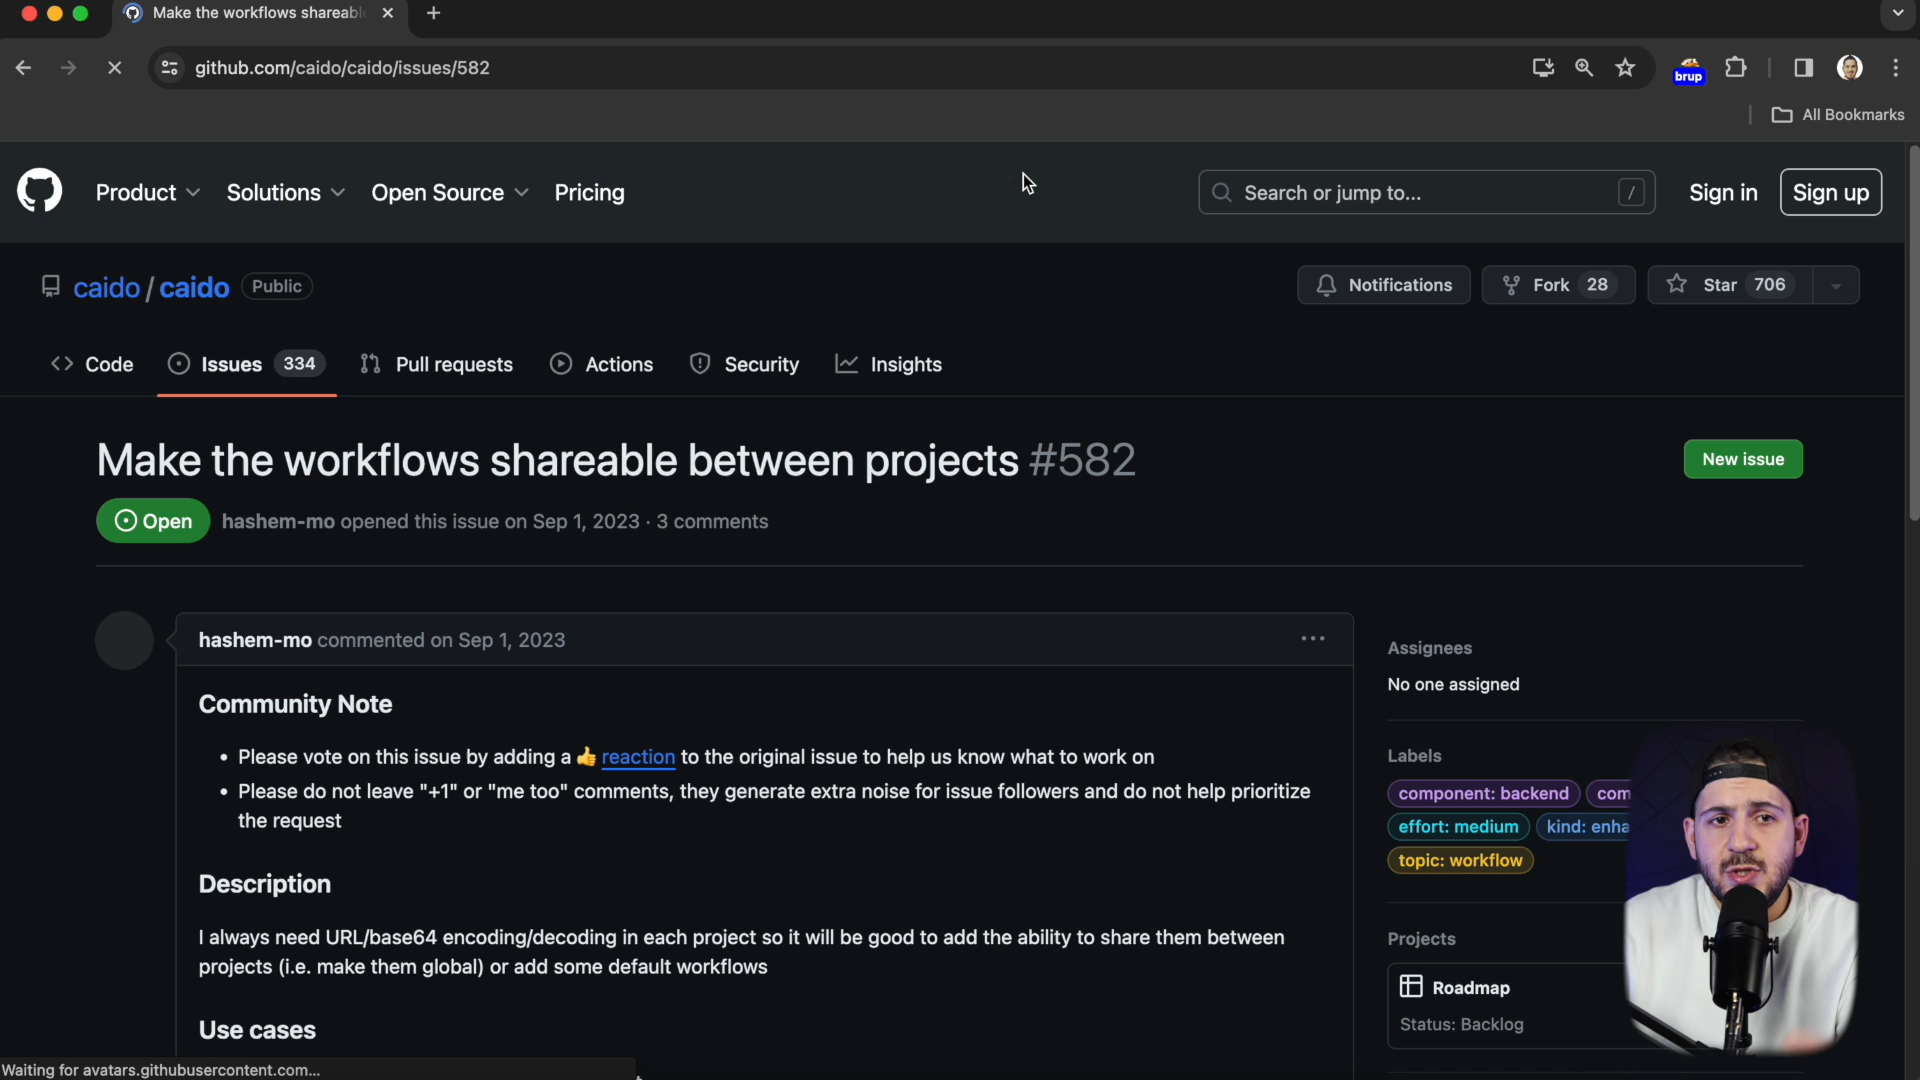 Make the workflows shareabl
github.com/caido/caido/issues/582
brup
All Bookmarks
Product
Solutions
Open Source
Pricing
Search or jump to...
/
Sign in
Sign up
caido / caido
Public
Notifications
Fork 28
Star 706
Code
Issues 334
Pull requests
Actions
Security
Insights
Make the workflows shareable between projects #582
New issue
Open
hashem-mo opened this issue on Sep 1, 2023 · 3 comments
hashem-mo commented on Sep 1, 2023
Community Note
• Please vote on this issue by adding a 👍 reaction to the original issue to help us know what to work on
• Please do not leave "+1" or "me too" comments, they generate extra noise for issue followers and do not help prioritize
the request
Description
I always need URL/base64 encoding/decoding in each project so it will be good to add the ability to share them between
projects (i.e. make them global) or add some default workflows
Use cases
Assignees
No one assigned
Labels
component: backend
com
effort: medium
kind: enha
topic: workflow
Projects
Roadmap
Status: Backlog
Waiting for avatars.githubusercontent.com...